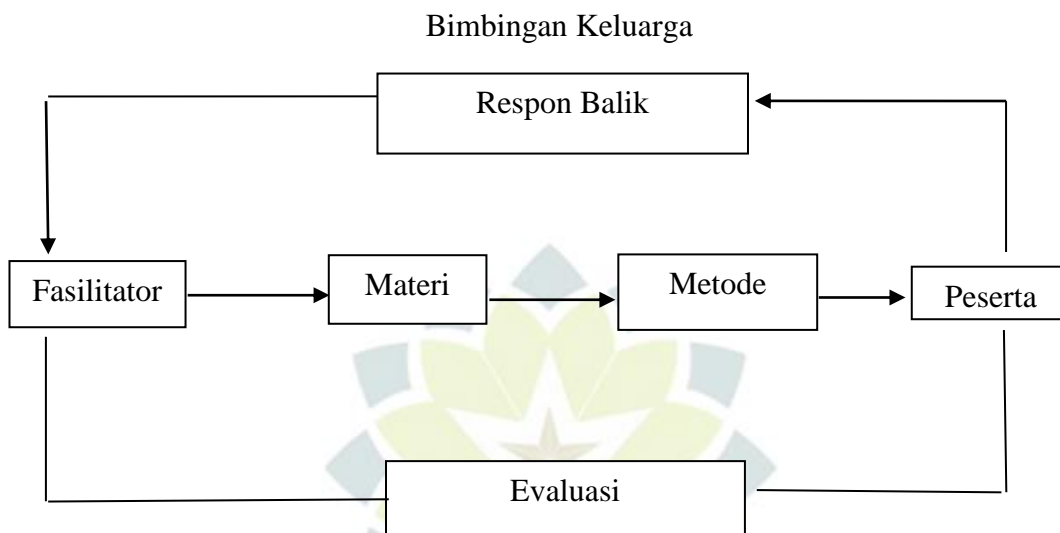 Bimbingan Keluarga
Respon Balik
Fasilitator
Materi
Metode
Peserta
Evaluasi